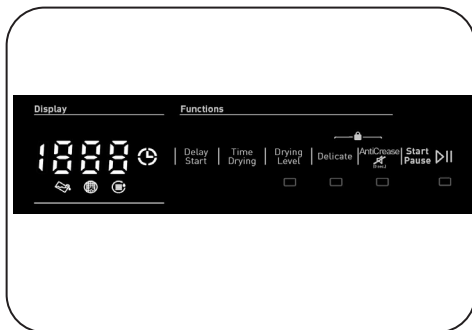 Display
Functions
1888
Delay
Start
Time
Drying
Drying
Level
Delicate
AntiCrease
Start
Pause